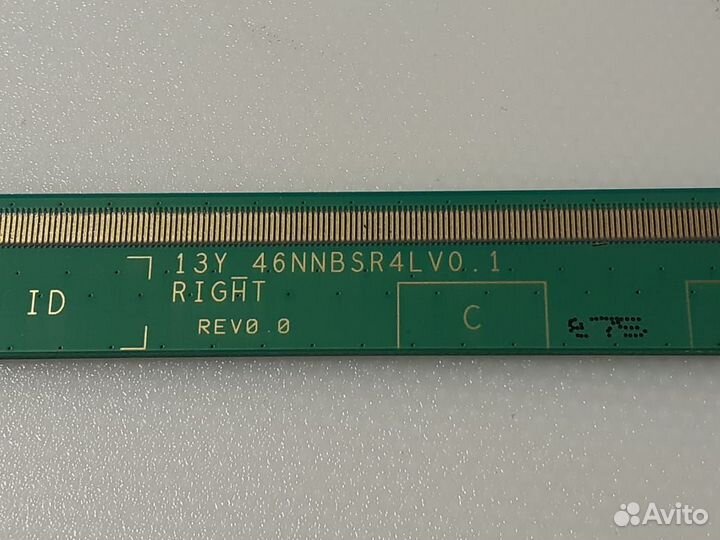 13Y_46NNBSR4LV0.1
ID
RIGHT
REV0.0
C
Avito